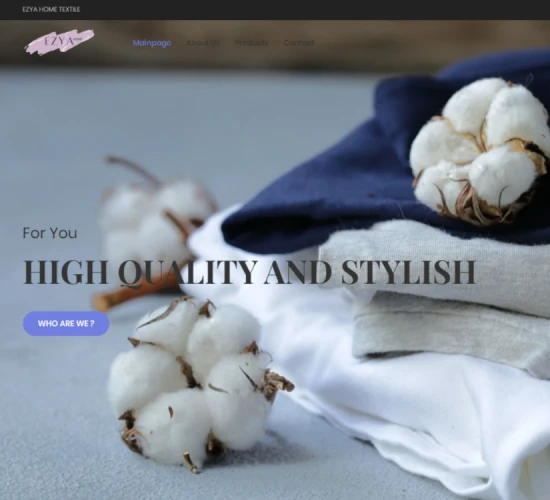 EZYA HOME TEXTILE
EZYA
Mainpage About Us Products Contact
For You
HIGH QUALITY AND STYLISH
WHO ARE WE ?